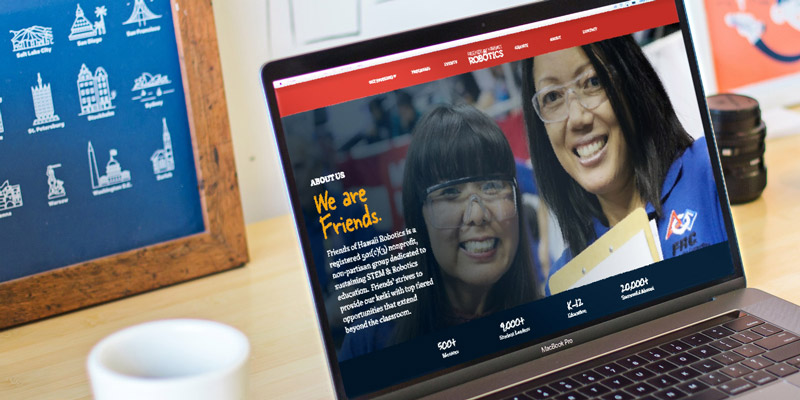 Salt Lake City
San Diego
San Francisco
St. Petersburg
Stockholm
Sydney
Warsaw
Washington D.C.
Zurich
PROGRAMS
EVENTS
FRIENDS OF HAWAII
ROBOTICS
DONATE
ABOUT
CONTACT
ABOUT US
We are
Friends.
Friends of Hawaii Robotics is a
registered 501(c)(3) nonprofit,
non-partisan group dedicated to
sustaining STEM & Robotics
education. Friends' strives to
provide our keiki with top tiered
opportunities that extend
beyond the classroom.
500+
Mentors
9,000+
Student Leaders
K-12
Education
20,000+
Successful Alumni
FRC
MacBook Pro